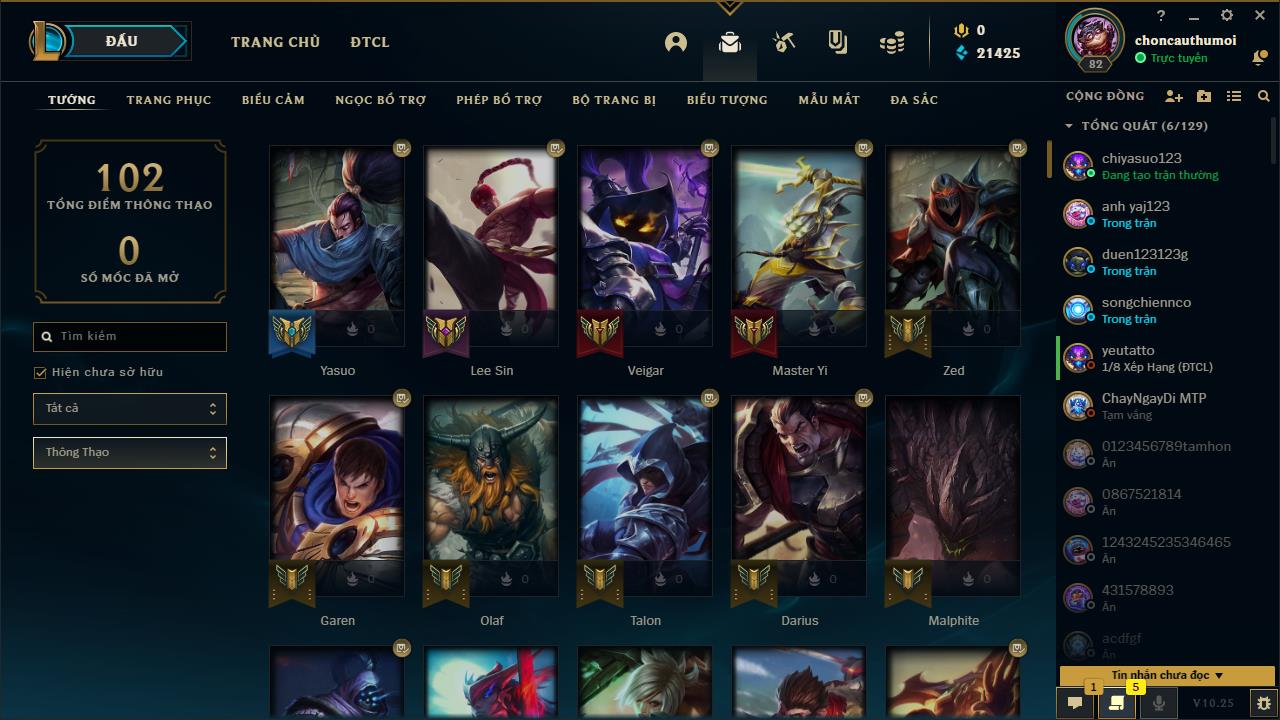 ĐẤU
TRANG CHỦ
ĐTCL
0
21425
?
82
choncauthumoi
Trực tuyến
TƯỚNG
TRANG PHỤC
BIỂU CẢM
NGỌC BỔ TRỢ
PHÉP BỔ TRỢ
BỘ TRANG BỊ
BIỂU TƯỢNG
MẪU MẮT
ĐA SẮC
CỘNG ĐỒNG
TỔNG QUÁT (6/129)
102
TỔNG ĐIỂM THÔNG THẠO
0
SỐ MỐC ĐÃ MỞ
Tìm kiếm
Hiện chưa sở hữu
Tất cả
Thông Thạo
0
0
0
0
0
Yasuo
Lee Sin
Veigar
Master Yi
Zed
0
0
0
0
0
Garen
Olaf
Talon
Darius
Malphite
chiyasuo123
Đang tạo trận thường
anh yaj123
Trong trận
duen123123g
Trong trận
songchiennco
Trong trận
yeutatto
1/8 Xếp Hạng (ĐTCL)
ChayNgayDi MTP
Tạm vắng
0123456789tamhon
Ẩn
0867521814
Ẩn
1243245235346465
Ẩn
431578893
Ẩn
acdfgf
Ẩn
Tin nhắn chưa đọc
1
5
V10.25